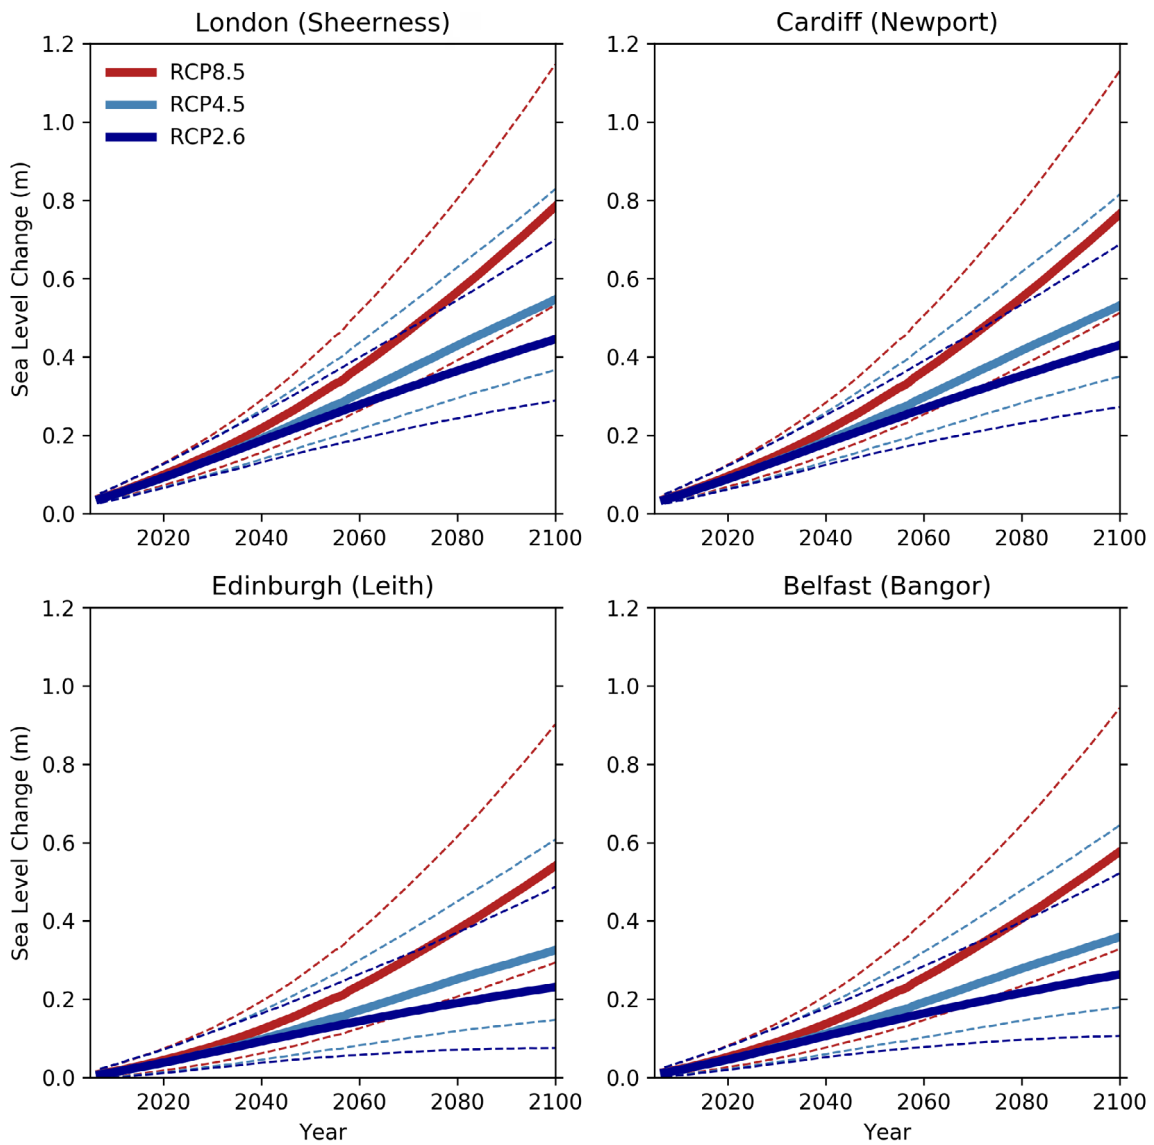 London (Sheerness)
Cardiff (Newport)
RCP8.5
RCP4.5
RCP2.6
Sea Level Change (m)
1.2
1.0
0.8
0.6
0.4
0.2
0.0
2020 2040 2060 2080 2100
1.2
1.0
0.8
0.6
0.4
0.2
0.0
2020 2040 2060 2080 2100
Edinburgh (Leith)
Belfast (Bangor)
Sea Level Change (m)
1.2
1.0
0.8
0.6
0.4
0.2
0.0
2020 2040 2060 2080 2100
Year
1.2
1.0
0.8
0.6
0.4
0.2
0.0
2020 2040 2060 2080 2100
Year